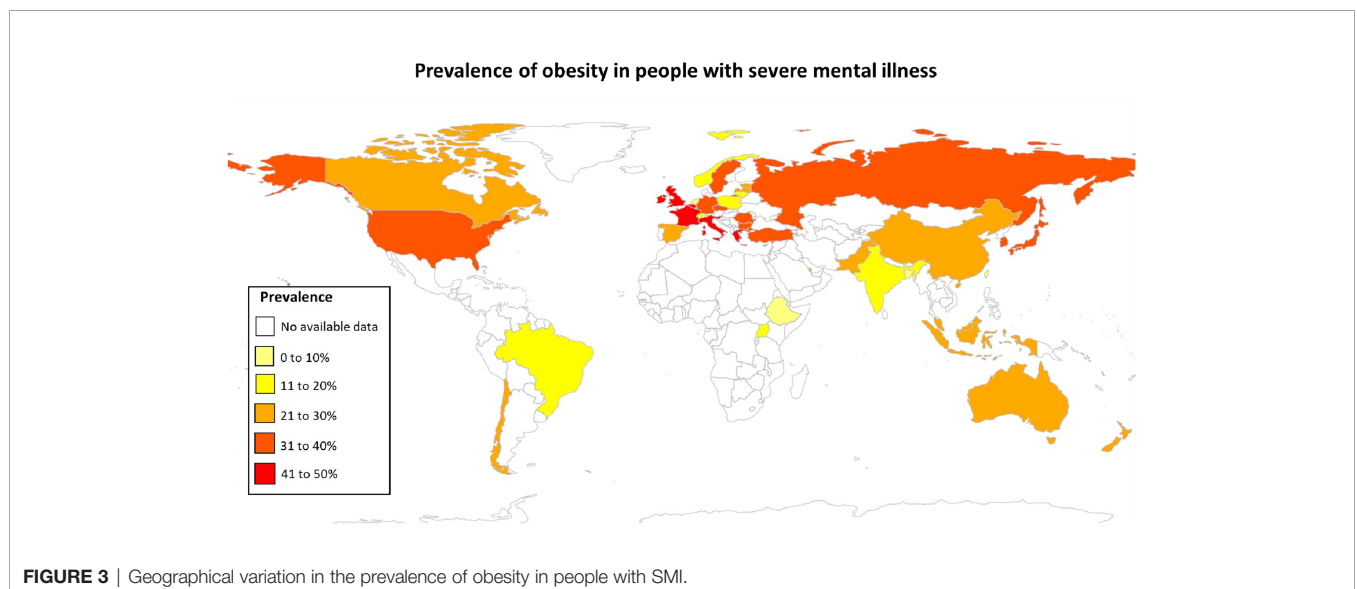 Prevalence of obesity in people with severe mental illness
Prevalence
No available data
0 to 10%
11 to 20%
21 to 30%
31 to 40%
41 to 50%
FIGURE 3 | Geographical variation in the prevalence of obesity in people with SMI.